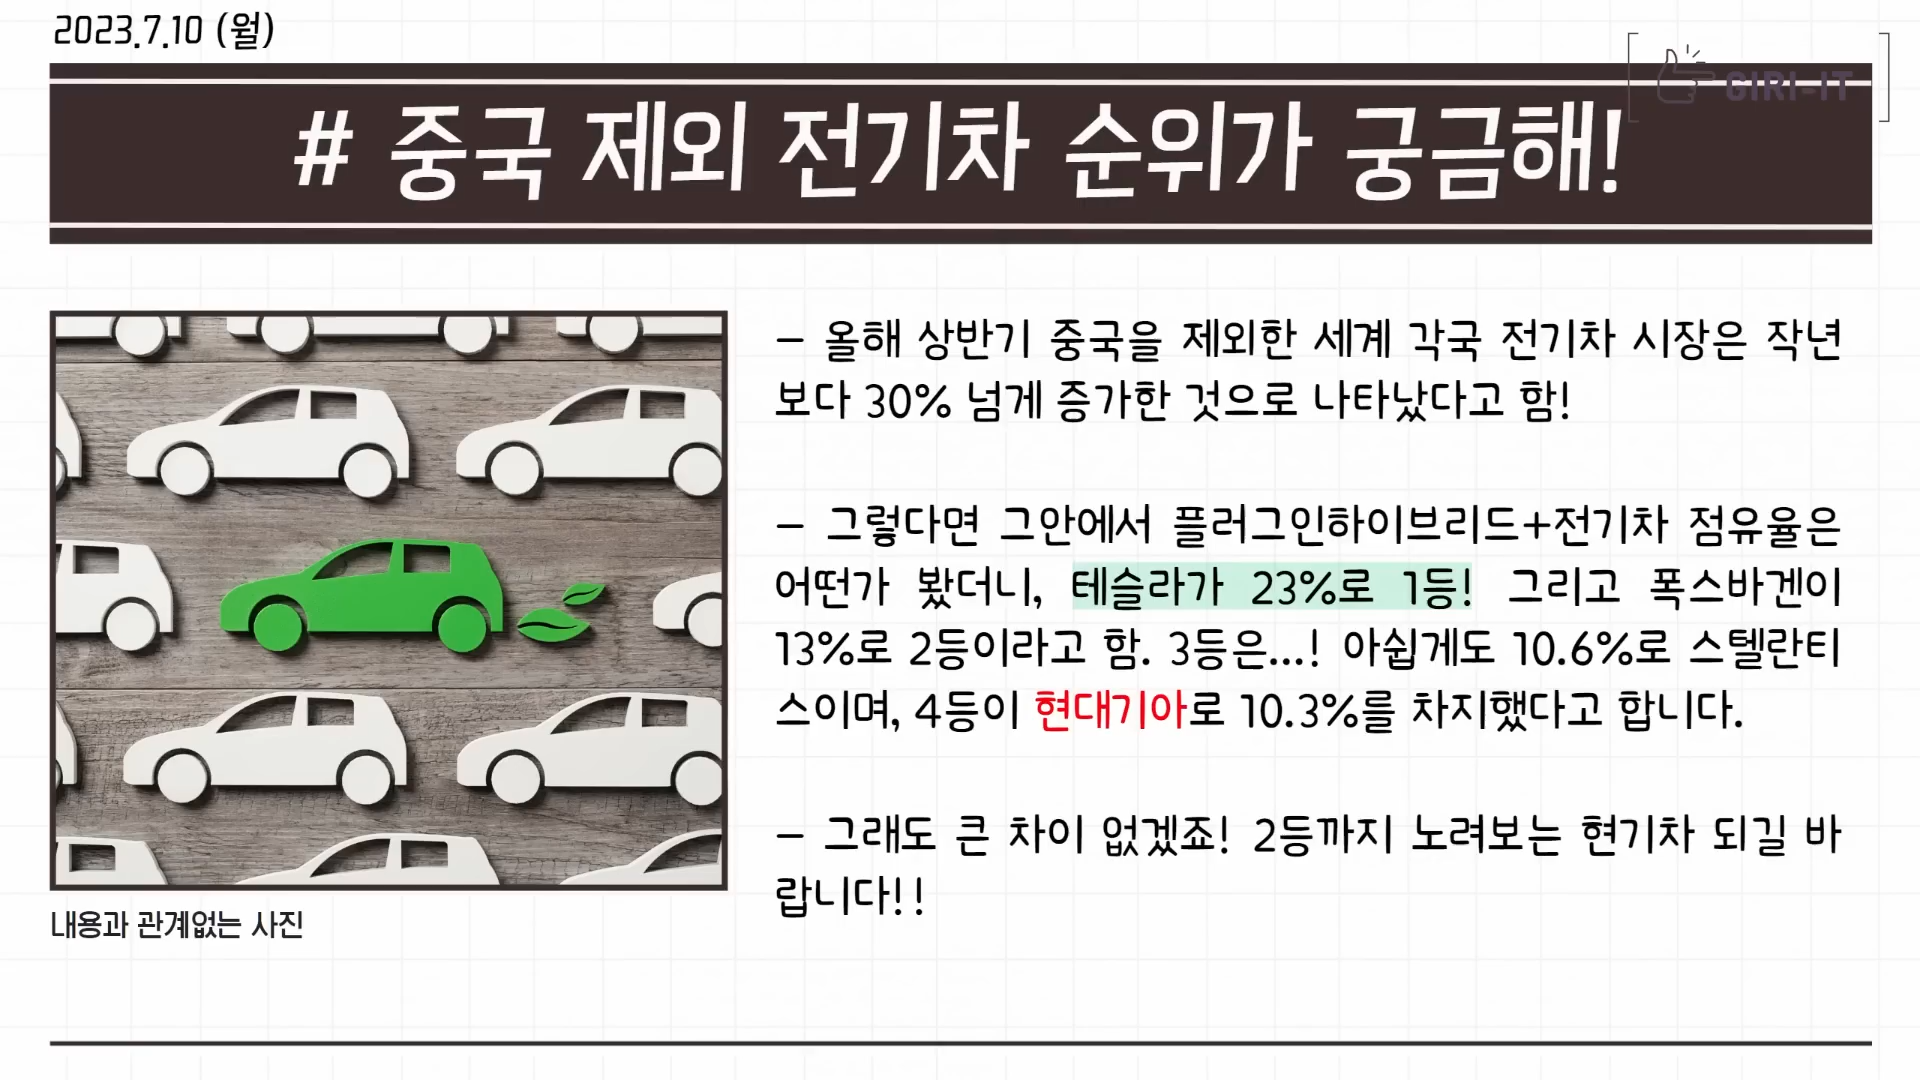 2023.7.10 (월)
GIRI-IT
# 중국 제외 전기차 순위가 궁금해!
- 올해 상반기 중국을 제외한 세계 각국 전기차 시장은 작년
보다 30% 넘게 증가한 것으로 나타났다고 함!
- 그렇다면 그안에서 플러그인하이브리드+전기차 점유율은
어떤가 봤더니, 테슬라가 23%로 1등! 그리고 폭스바겐이
13%로 2등이라고 함. 3등은...! 아쉽게도 10.6%로 스텔란티
스이며, 4등이 현대기아로 10.3%를 차지했다고 합니다.
- 그래도 큰 차이 없겠죠! 2등까지 노려보는 현기차 되길 바
랍니다!!
내용과 관계없는 사진